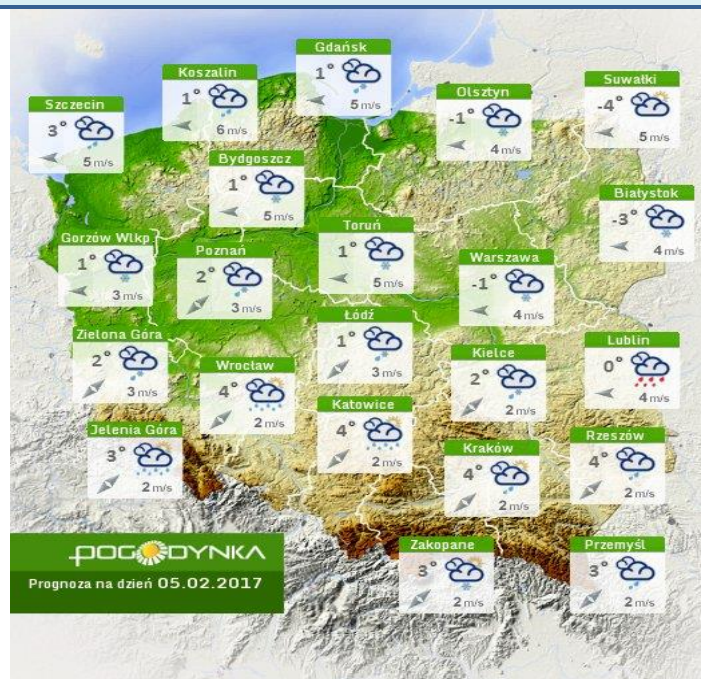 Gdańsk
1°
5 m/s
Koszalin
1°
6 m/s
Suwałki
-4°
5 m/s
Olsztyn
-1°
4 m/s
Szczecin
3°
5 m/s
Bydgoszcz
1°
5 m/s
Białystok
-3°
4 m/s
Toruń
1°
5 m/s
Gorzów Wlkp
1°
3 m/s
Poznań
2°
3 m/s
Warszawa
-1°
4 m/s
Łódź
1°
3 m/s
Zielona Góra
2°
3 m/s
Lublin
0°
4 m/s
Kielce
2°
2 m/s
Wrocław
4°
2 m/s
Katowice
4°
2 m/s
Jelenia Góra
3°
2 m/s
Rzeszów
4°
2 m/s
Kraków
4°
2 m/s
Zakopane
3°
2 m/s
Przemyśl
3°
2 m/s
POGODYNKA
Prognoza na dzień 05.02.2017